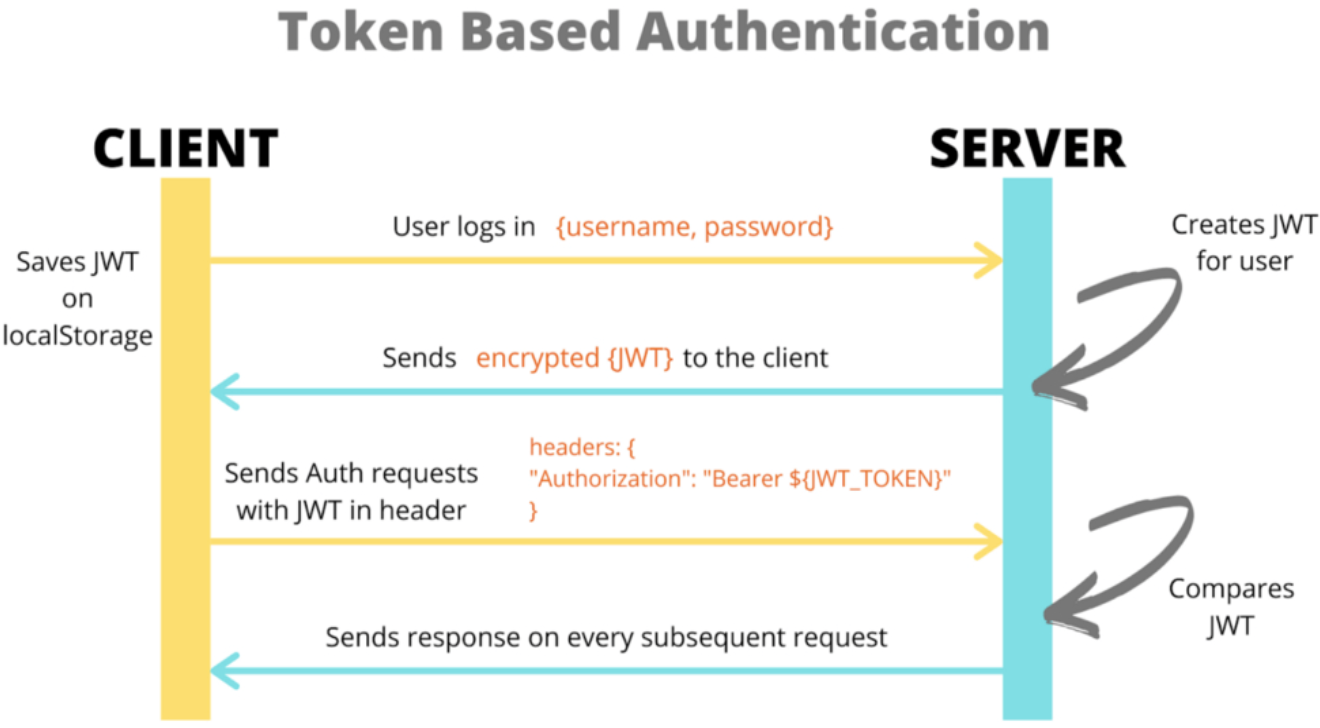 Token Based Authentication
CLIENT
SERVER
User logs in {username, password}
Creates JWT
for user
Saves JWT
on
localStorage
Sends encrypted {JWT} to the client
Sends Auth requests
with JWT in header
headers: {
"Authorization": "Bearer ${JWT_TOKEN}"
}
Compares
JWT
Sends response on every subsequent request